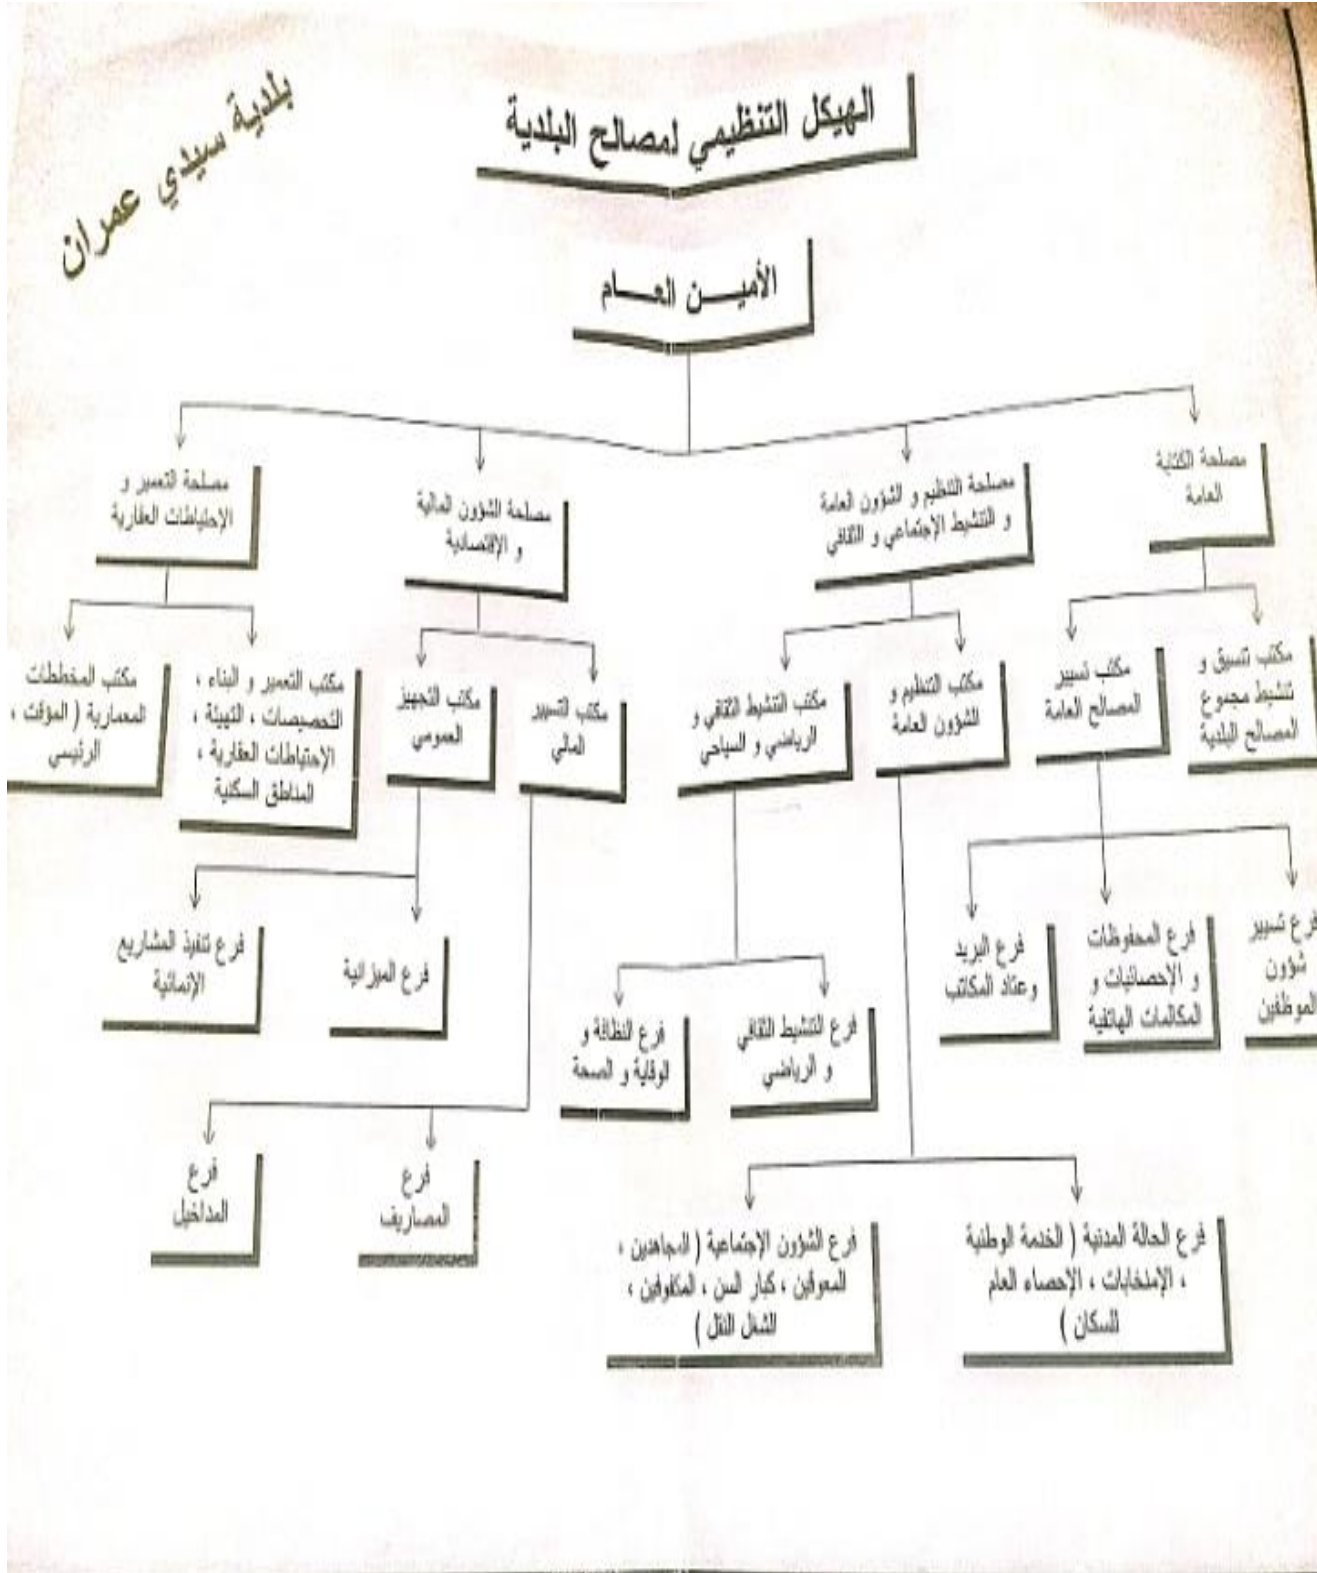 بلدية سيدي عمران
الهيكل التنظيمي لمصالح البلدية
الأميـــن العـــام
مصلحة الكتابة
العامة
مصلحة التنظيم و الشؤون العامة
و التنشيط الإجتماعي و الثقافي
مصلحة الشؤون المالية
و الإقتصادية
مصلحة التعمير و
الإحتياطات العقارية
مكتب تنسيق و
تنشيط مجموع
المصالح البلدية
مكتب تسيير
المصالح العامة
مكتب التنظيم و
الشؤون العامة
مكتب التنشيط الثقافي و
الرياضي و السياحي
مكتب التسيير
المالي
مكتب التجهيز
العمومي
مكتب التعمير و البناء ،
التحصيصات ، التهيئة ،
الإحتياطات العقارية ،
المناطق السكنية
مكتب المخططات
المعمارية ( المؤقت ،
الرئيسي
فرع تسيير
شؤون
الموظفين
فرع المحفوظات
و الإحصائيات و
المكالمات الهاتفية
فرع البريد
وعتاد المكاتب
فرع الميزانية
فرع تنفيذ المشاريع
الإنمائية
فرع التنشيط الثقافي
و الرياضي
فرع النظافة و
الوقاية و الصحة
فرع
المصاريف
فرع
المداخيل
فرع الحالة المدنية ( الخدمة الوطنية
، الإنتخابات ، الإحصاء العام
للسكان )
فرع الشؤون الإجتماعية ( المجاهدين ،
المعوقين ، كبار السن ، المكفوفين ،
الشغل النقل )